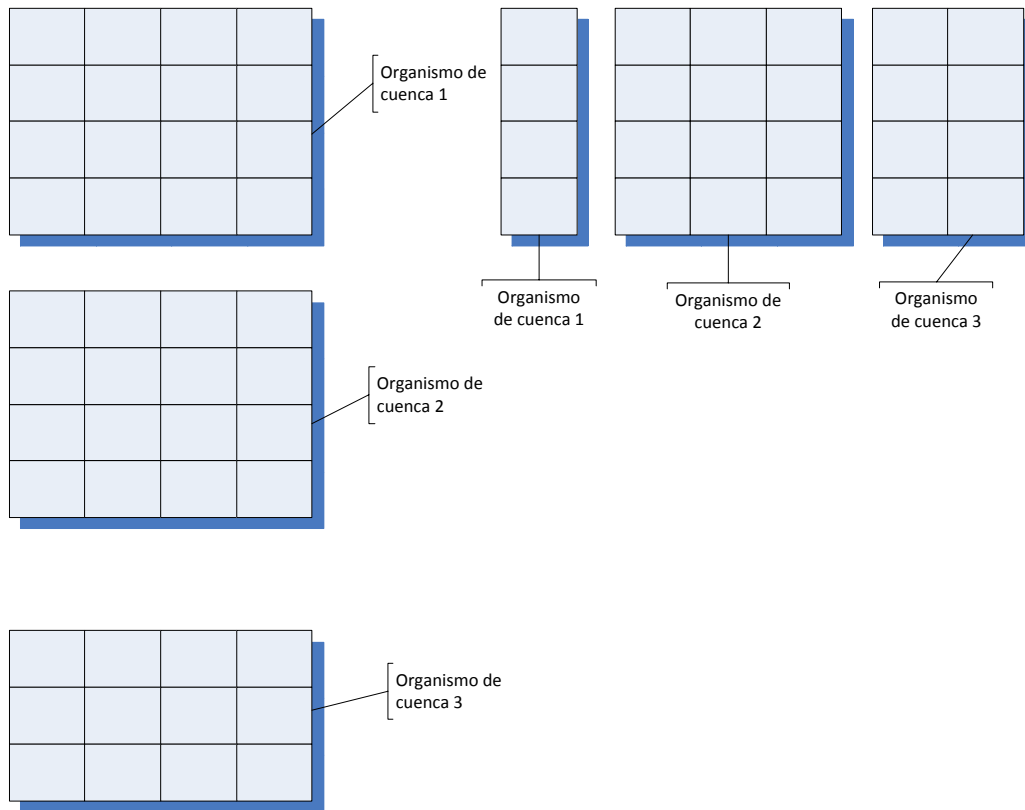 Organismo de
cuenca 1
Organismo
de cuenca 1
Organismo de
cuenca 2
Organismo
de cuenca 3
Organismo de
cuenca 2
Organismo de
cuenca 3